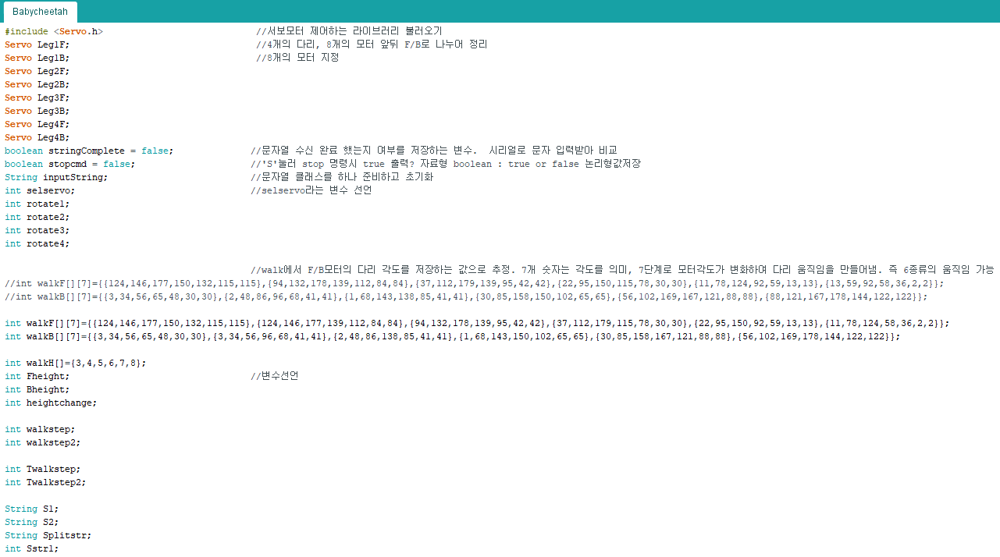 Babycheetah
#include <Servo.h> //서보모터 제어하는 라이브러리 불러오기
Servo Leg1F; //4개의 다리, 8개의 모터 앞뒤 F/B로 나누어 정리
Servo Leg1B; //8개의 모터 지정
Servo Leg2F;
Servo Leg2B;
Servo Leg3F;
Servo Leg3B;
Servo Leg4F;
Servo Leg4B;
boolean stringComplete = false; //문자열 수신 완료 했는지 여부를 저장하는 변수. 시리얼로 문자 입력받아 비교
boolean stopcmd = false; //'S'눌러 stop 명령시 true 출력? 자료형 boolean : true or false 논리형값저장
String inputString; //문자열 클래스를 하나 준비하고 초기화
int selservo; //selservo라는 변수 선언
int rotate1;
int rotate2;
int rotate3;
int rotate4;
//walk에서 F/B모터의 다리 각도를 저장하는 값으로 추정. 7개 숫자는 각도를 의미, 7단계로 모터각도가 변화하며 다리 움직임을 만들어냄. 즉 6종류의 움직임 가능
//int walkF[][7]={{124,146,177,150,132,115,115},{94,132,178,139,112,84,84},{37,112,179,139,95,42,42},{22,95,150,115,78,30,30},{11,78,124,92,59,13,13},{13,59,92,58,36,2,2}};
//int walkB[][7]={{3,34,56,65,48,30,30},{2,48,86,96,68,41,41},{1,68,143,138,85,41,41},{30,85,158,150,102,65,65},{56,102,169,167,121,88,88},{88,121,167,178,144,122,122}};
int walkF[][7]={{124,146,177,150,132,115,115},{124,146,177,139,112,84,84},{94,132,178,139,95,42,42},{37,112,179,115,78,30,30},{22,95,150,92,59,13,13},{11,78,124,58,36,2,2}};
int walkB[][7]={{3,34,56,65,48,30,30},{3,34,56,96,68,41,41},{2,48,86,138,85,41,41},{1,68,143,150,102,65,65},{30,85,158,167,121,88,88},{56,102,169,178,144,122,122}};
int walkH[]={3,4,5,6,7,8};
int Fheight; //변수선언
int Bheight;
int heightchange;
int walkstep;
int walkstep2;
int Twalkstep;
int Twalkstep2;
String S1;
String S2;
String Splitstr;
int Sstr1;